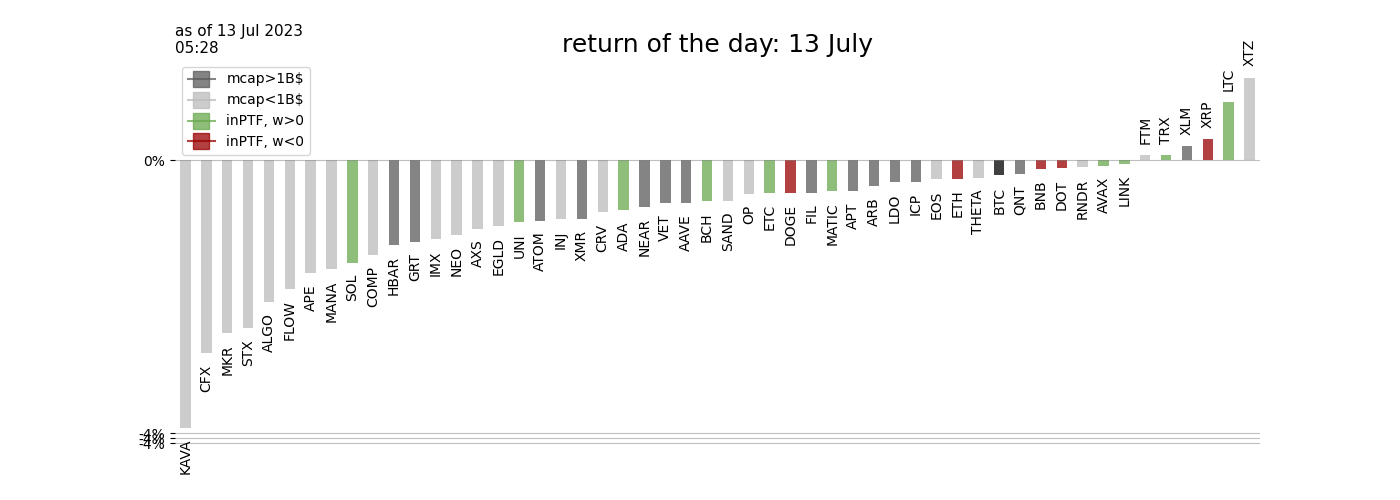 as of 13 Jul 2023
05:28
return of the day: 13 July
mcap>1B$
mcap<1B$
inPTF, w>0
inPTF, w<0
0%
-4%
-4%
KAVA
CFX
MKR
STX
ALGO
FLOW
APE
MANA
SOL
COMP
HBAR
GRT
IMX
NEO
AXS
EGLD
UNI
ATOM
INJ
XMR
CRV
ADA
NEAR
VET
AAVE
BCH
SAND
OP
ETC
DOGE
FIL
MATIC
APT
ARB
LDO
ICP
EOS
ETH
THETA
BTC
QNT
BNB
DOT
RNDR
AVAX
LINK
FTM
TRX
XLM
XRP
LTC
XTZ